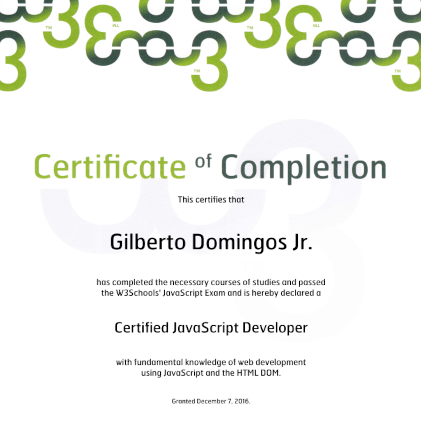 Certificate of Completion
This certifies that
Gilberto Domingos Jr.
has completed the necessary courses of studies and passed
the W3Schools' JavaScript Exam and is hereby declared a
Certified JavaScript Developer
with fundamental knowledge of web development
using JavaScript and the HTML DOM.
Granted December 7, 2016.